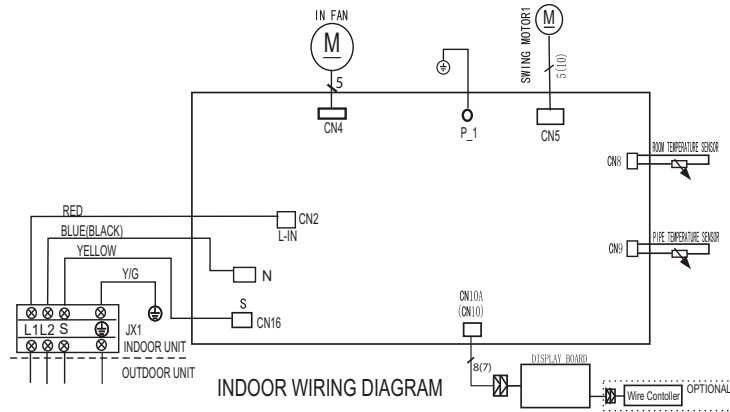 IN FAN
M
5
CN4
P_1
SWING MOTOR1
M
5(10)
CN5
CN8
ROOM TEMPERATURE SENSOR
CN9
PIPE TEMPERATURE SENSOR
RED
CN2
L-IN
BLUE(BLACK)
N
YELLOW
S
CN16
Y/G
L1 L2 S
JX1
INDOOR UNIT
OUTDOOR UNIT
CN10A
(CN10)
8(7)
DISPLAY BOARD
Wire Contoller
OPTIONAL
INDOOR WIRING DIAGRAM